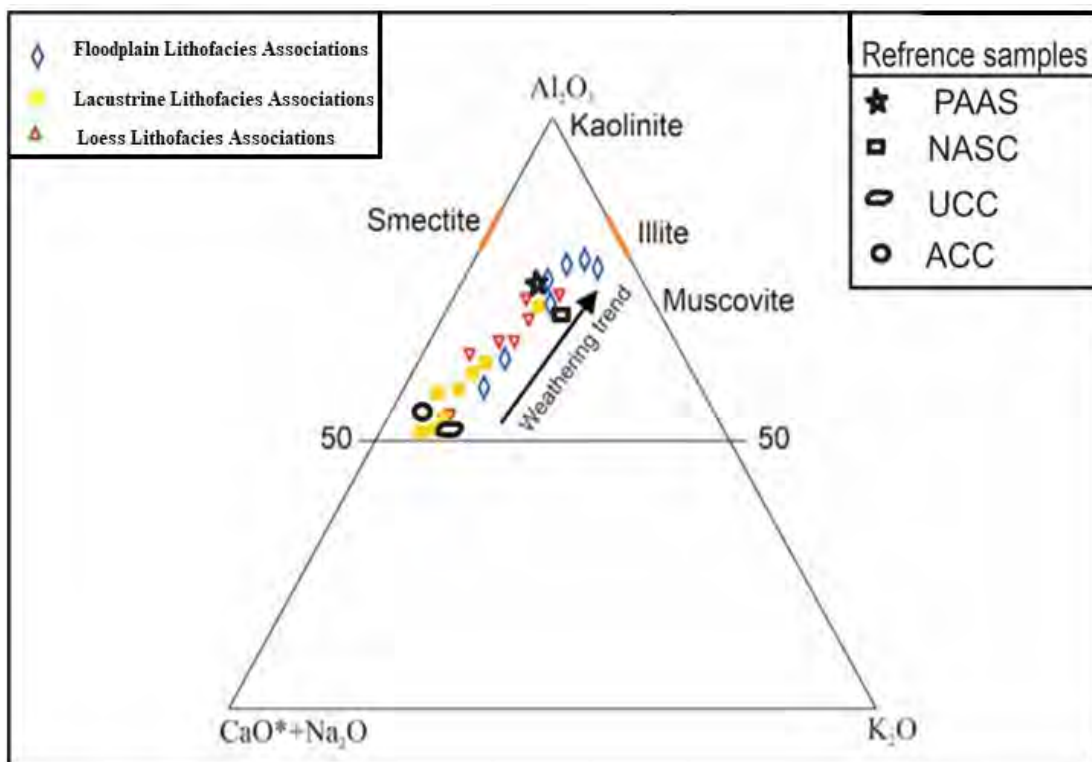 Floodplain Lithofacies Associations
Lacustrine Lithofacies Associations
Loess Lithofacies Associations
Refrence samples
PAAS
NASC
UCC
ACC
Al₂O₃
Kaolinite
Smectite
Illite
Muscovite
Weathering trend
50
50
CaO*+Na₂O
K₂O